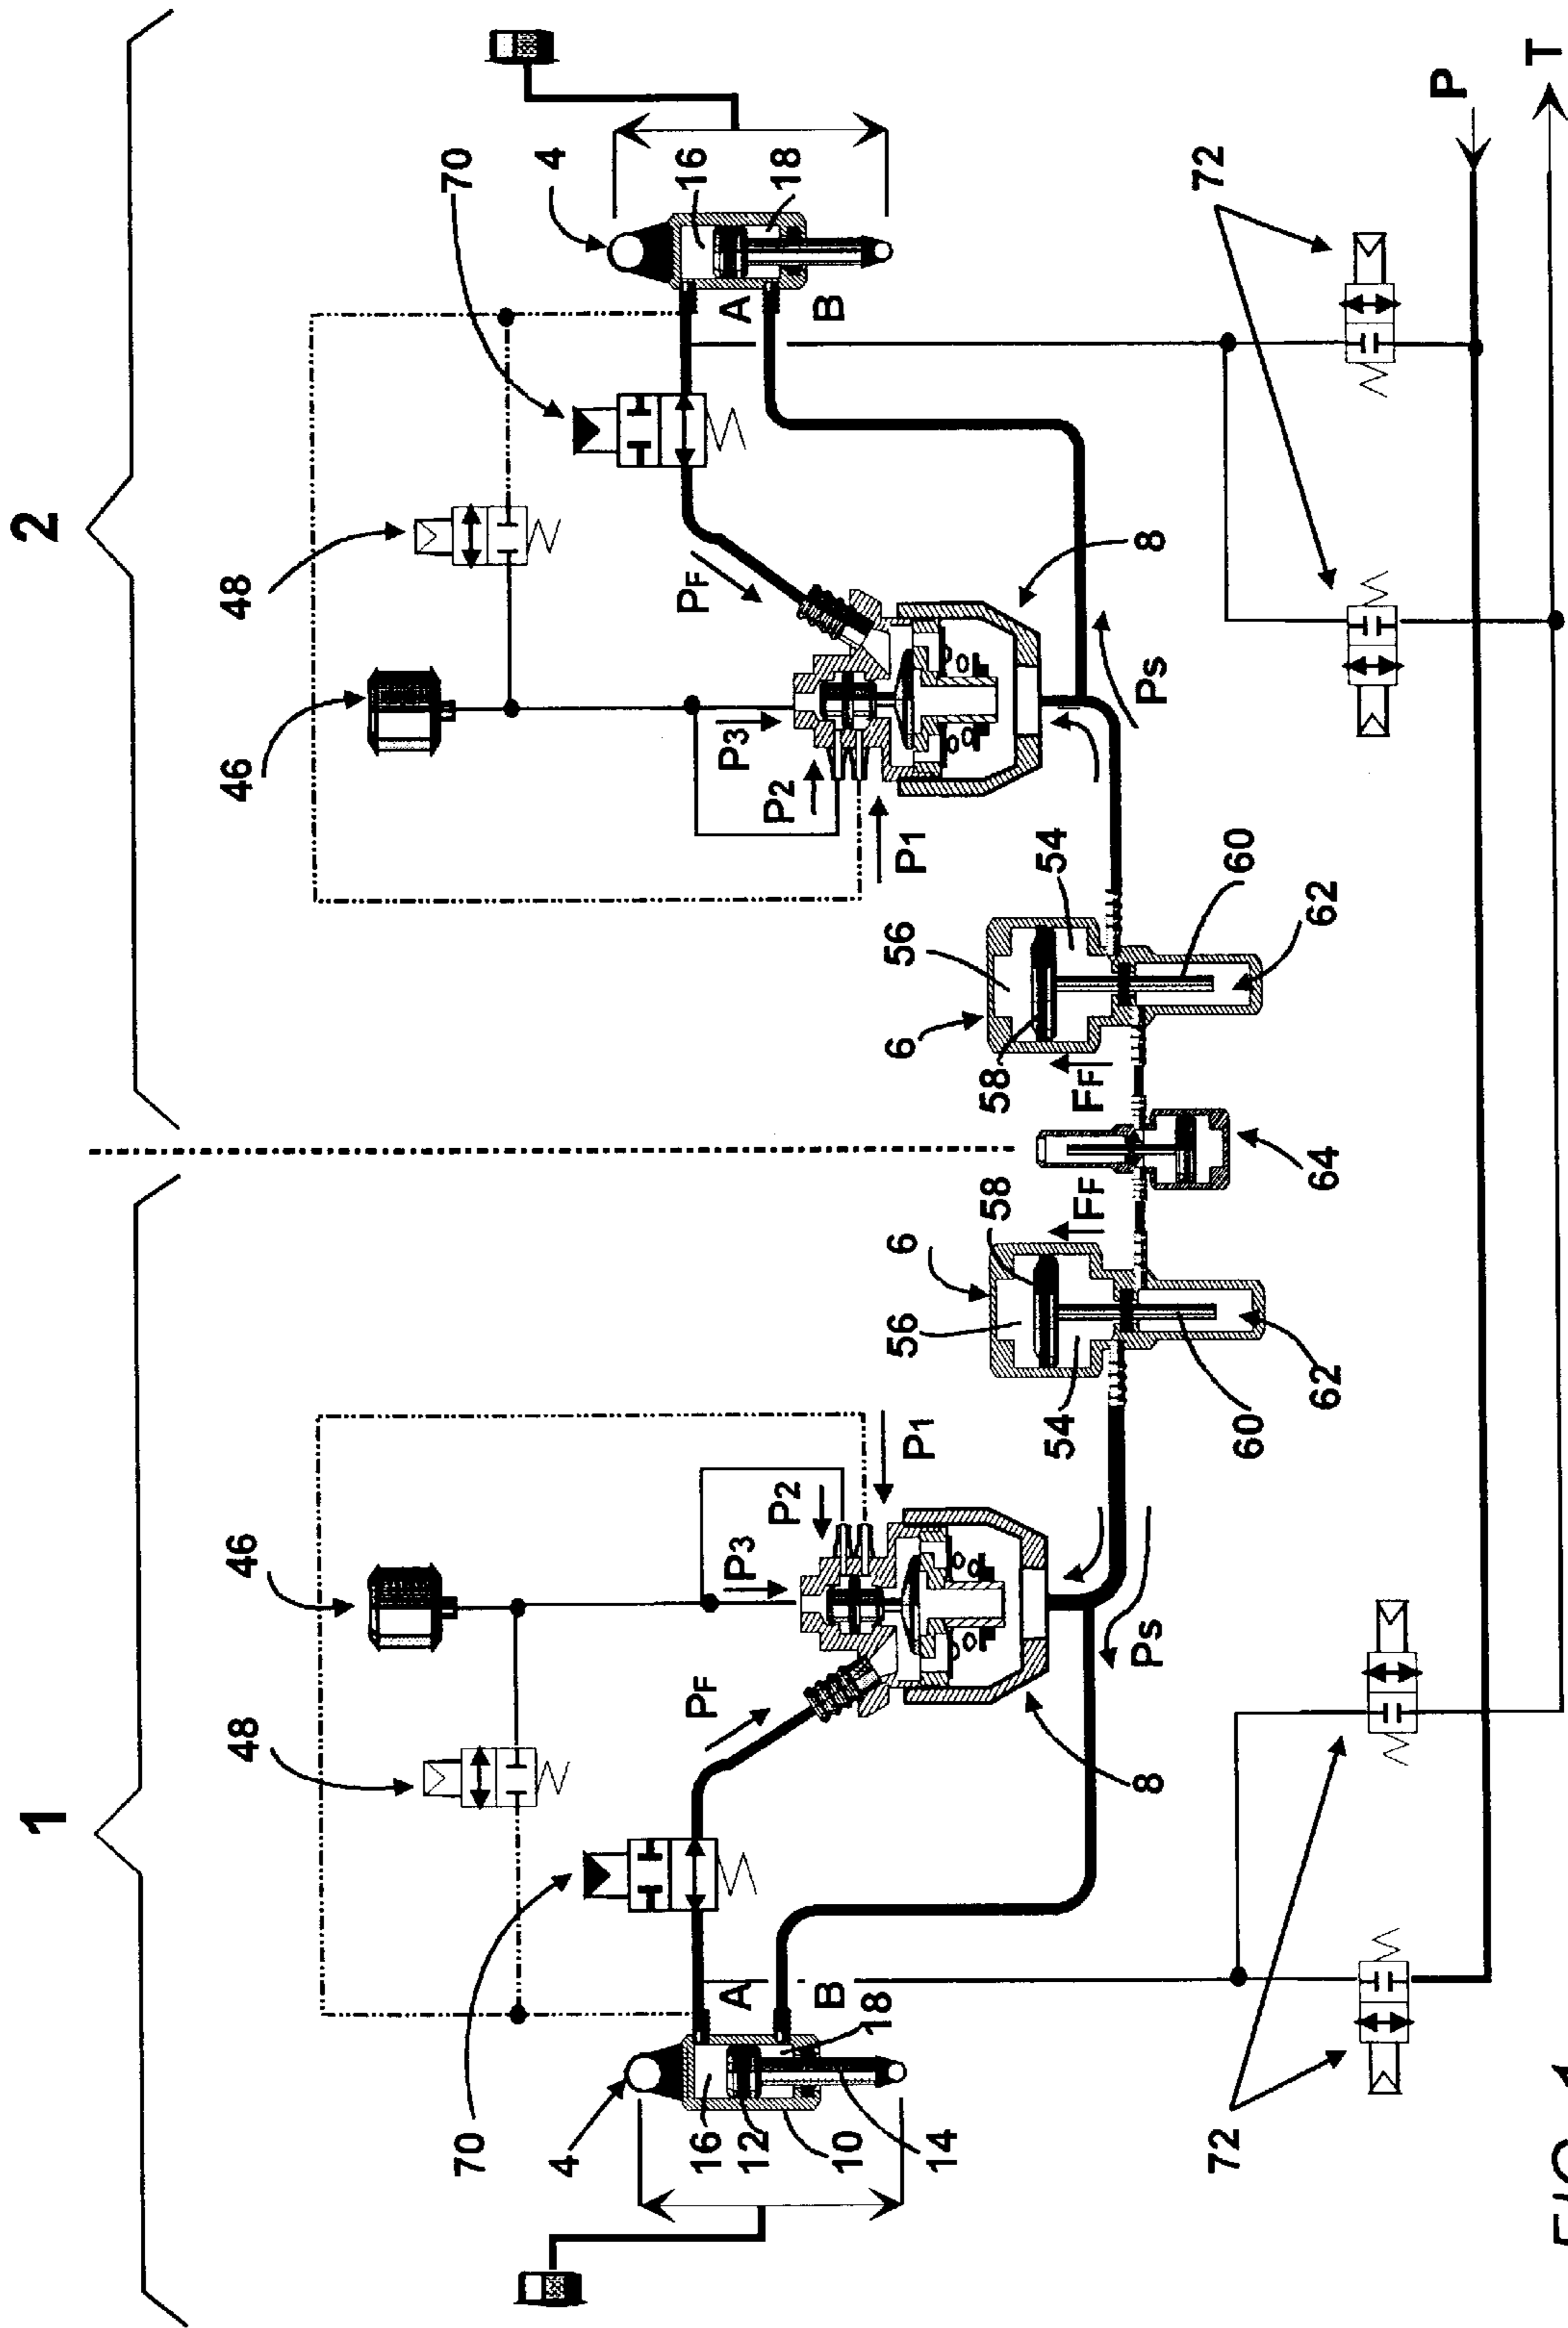 1 2
48 46 46 48
70 70
4 4
16 PF PF 16
12 A P3 P3 A
P2 P2 18
B B
10
18
P1 56 6 6 56 P1
14
58 58
54 54
FF FF
8 Ps Ps 8
72 60 60 72
62 64 62
P
T